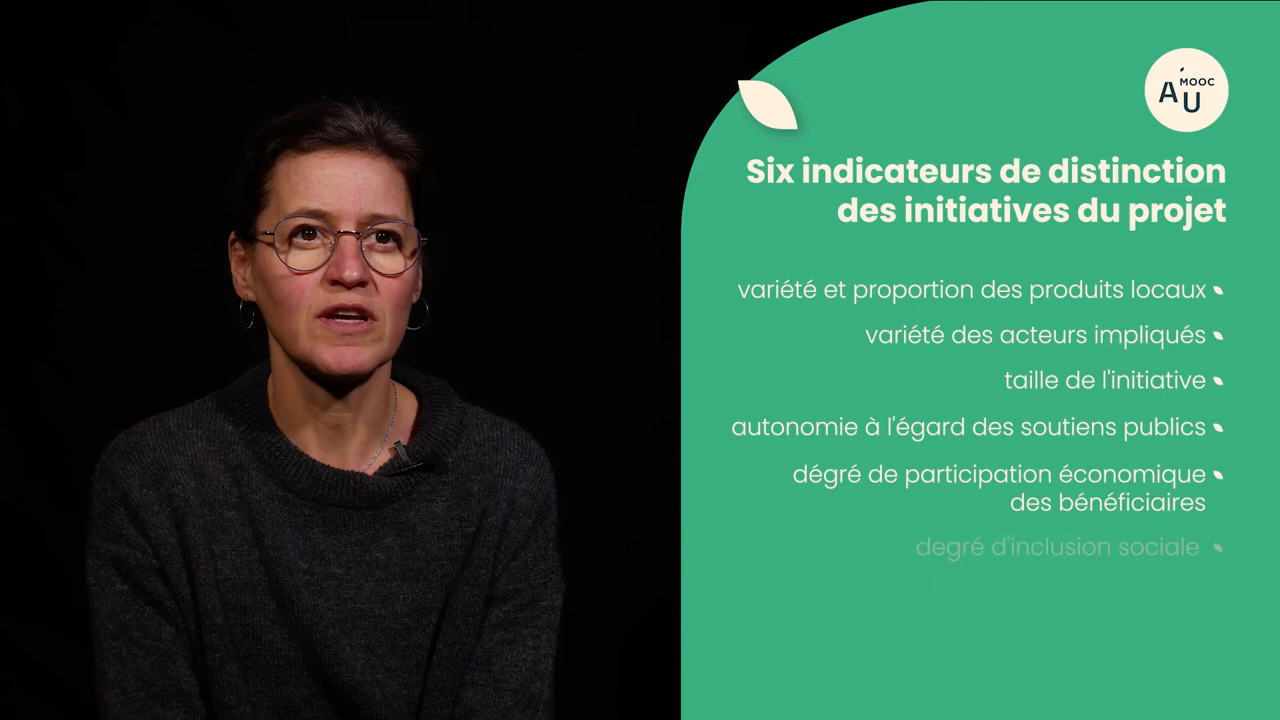 MOOC
AU
Six indicateurs de distinction
des initiatives du projet
variété et proportion des produits locaux
variété des acteurs impliqués
taille de l'initiative
autonomie à l'égard des soutiens publics
dégré de participation économique
des bénéficiaires
degré d'inclusion sociale